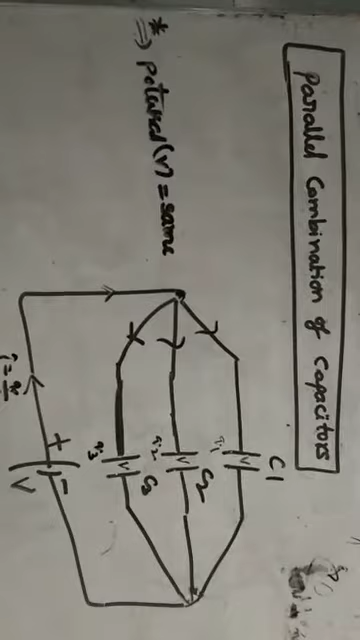 Parallel Combination of Capacitors
* ⇒ Potential (V) = same
C1
q1
V
C2
q2
V
C3
q3
V
+ -
V